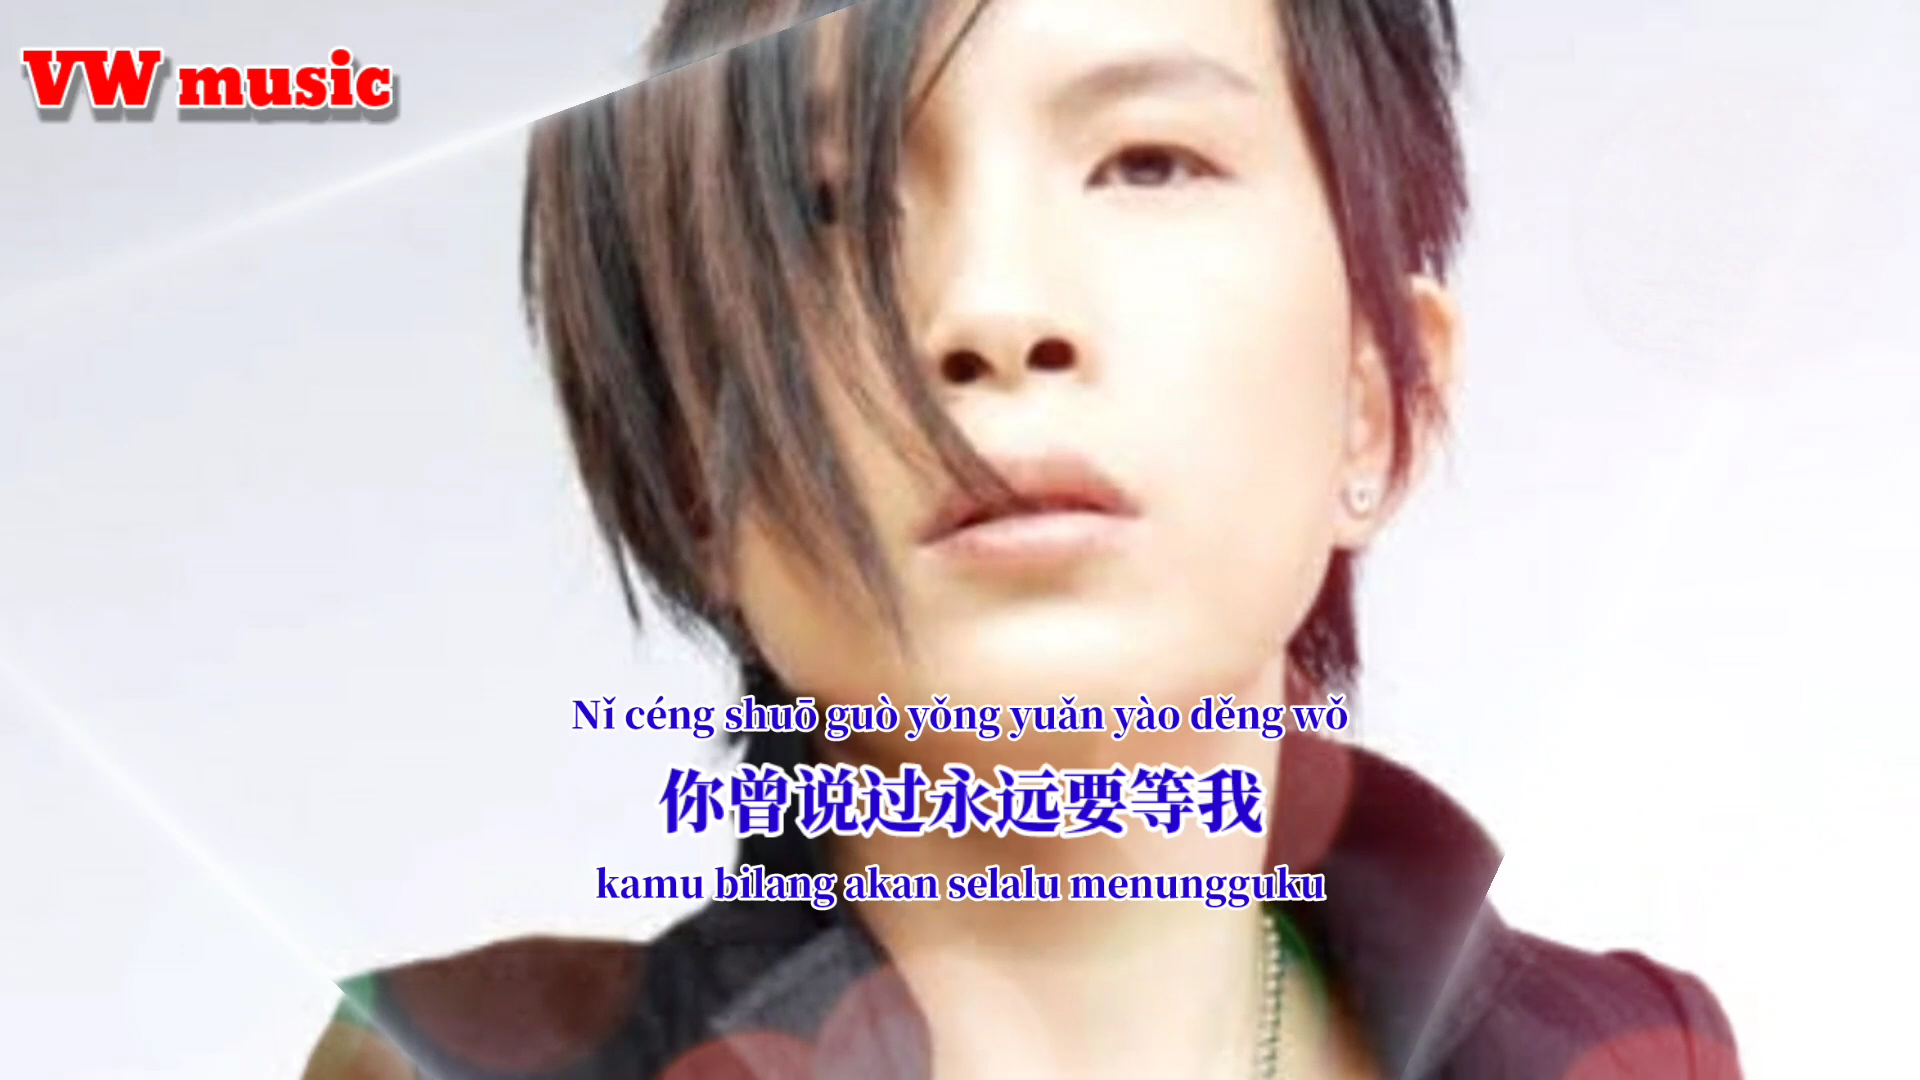 VW music
Nǐ céng shuō guò yǒng yuǎn yào děng wǒ
你曾说过永远要等我
kamu bilang akan selalu menungguku